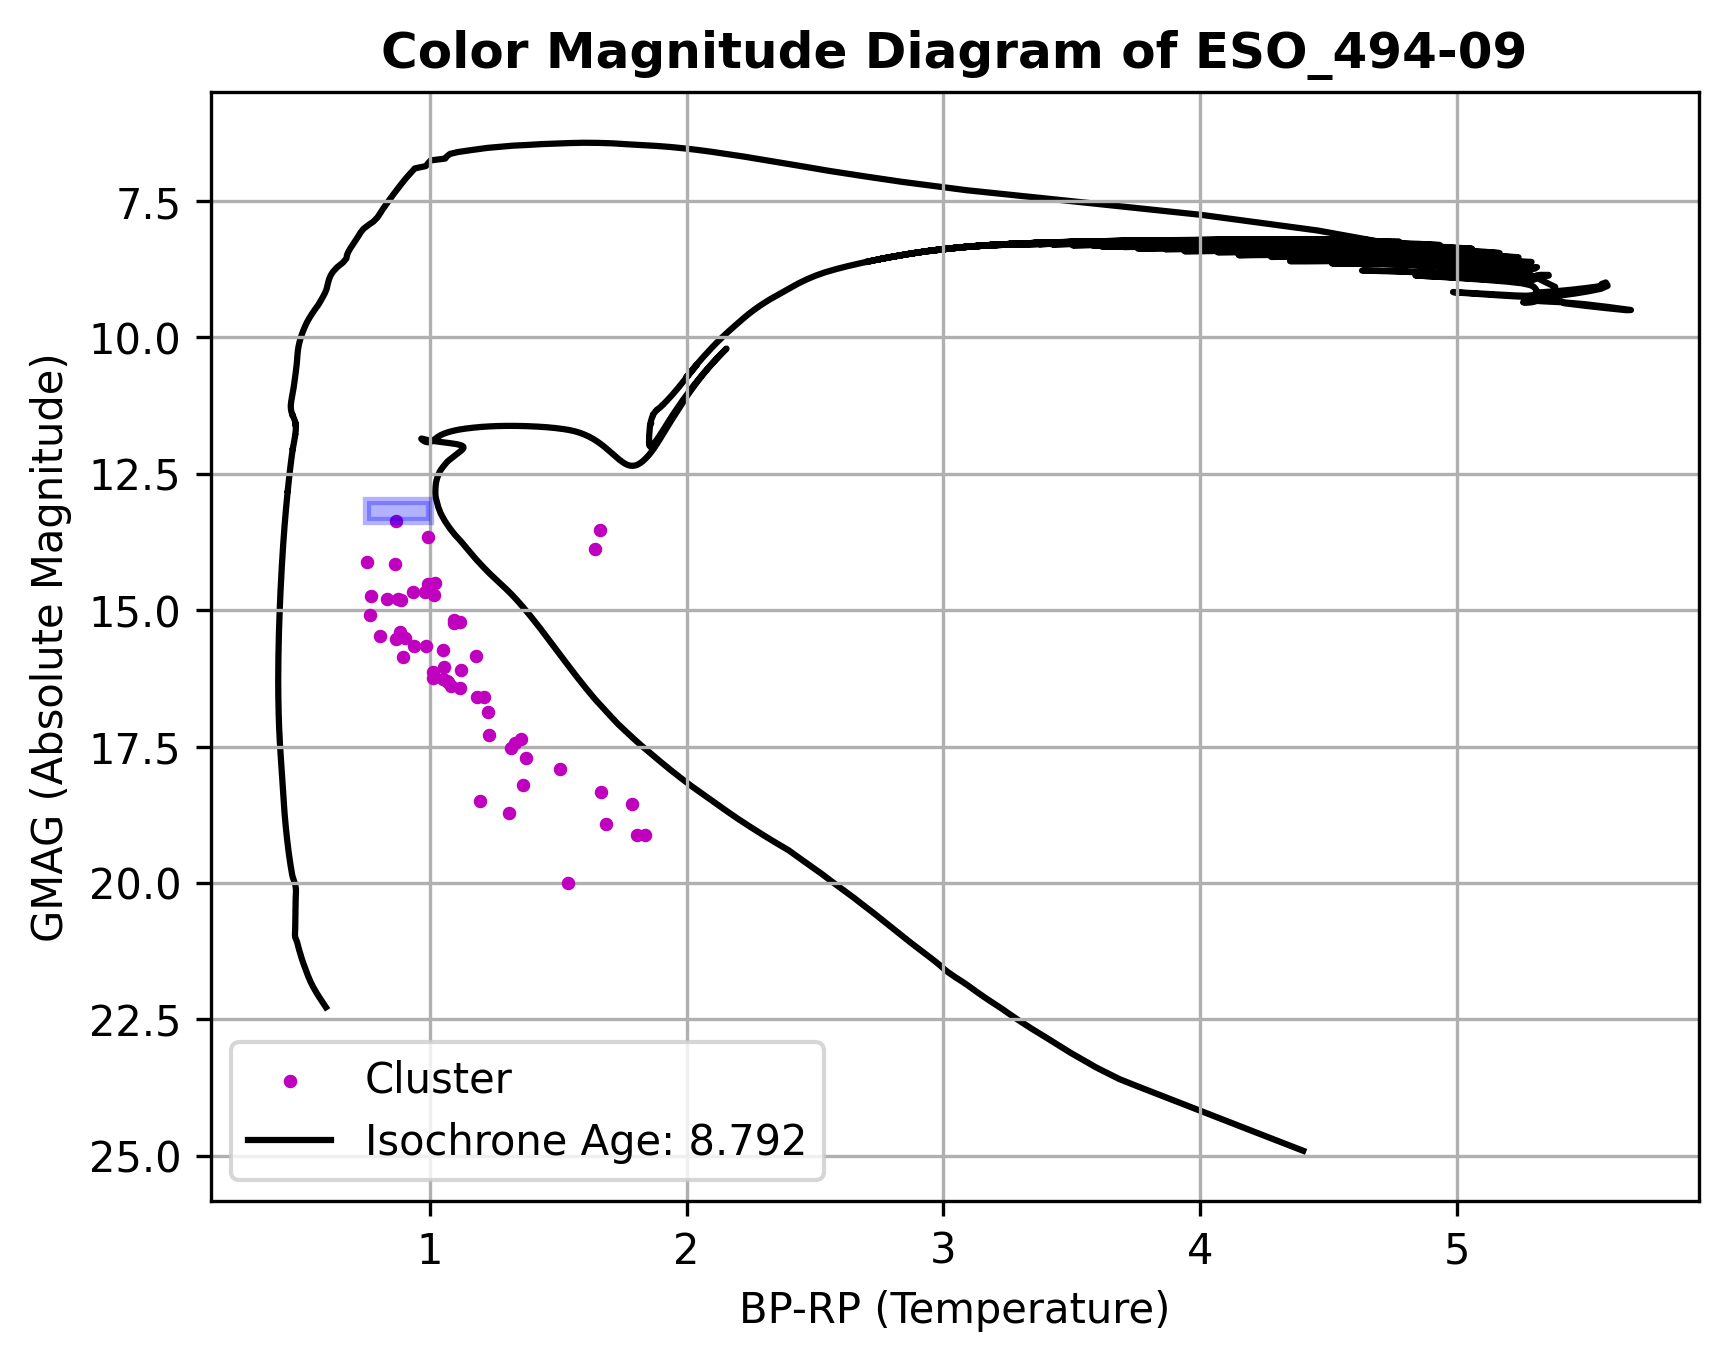 Color Magnitude Diagram of ESO_494-09
GMAG (Absolute Magnitude)
7.5
10.0
12.5
15.0
17.5
20.0
22.5
25.0
Cluster
Isochrone Age: 8.792
1 2 3 4 5
BP-RP (Temperature)